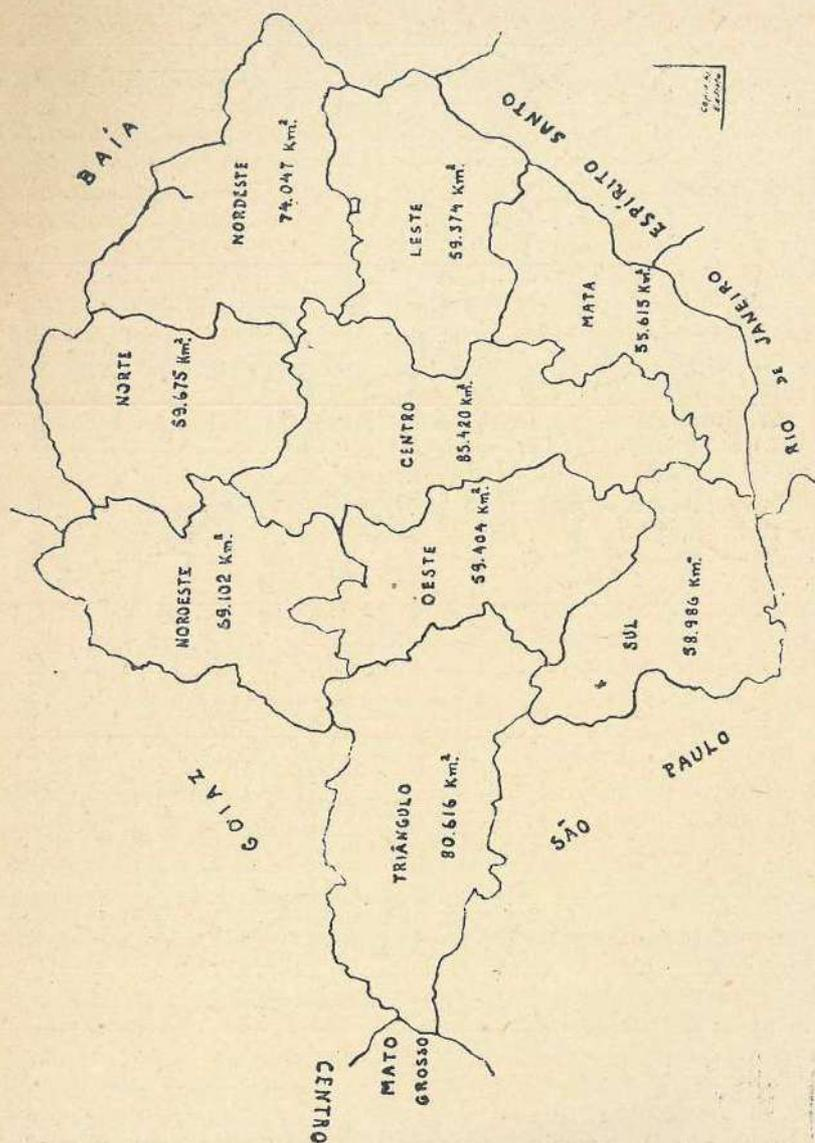 BAÍA
NORDESTE
74.047 Km².
NORTE
59.675 Km².
NOROESTE
59.102 Km².
GOIAZ
LESTE
59.374 Km².
ESPÍRITO SANTO
CENTRO
85.420 Km².
OESTE
59.404 Km².
MATA
55.615 Km².
TRIÂNGULO
80.616 Km².
SUL
58.986 Km².
RIO DE JANEIRO
SÃO PAULO
MATO
GROSSO
CENTRO